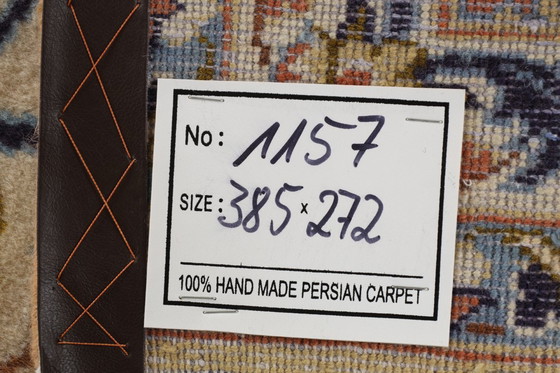 No: 1157
SIZE: 385 x 272
100% HAND MADE PERSIAN CARPET